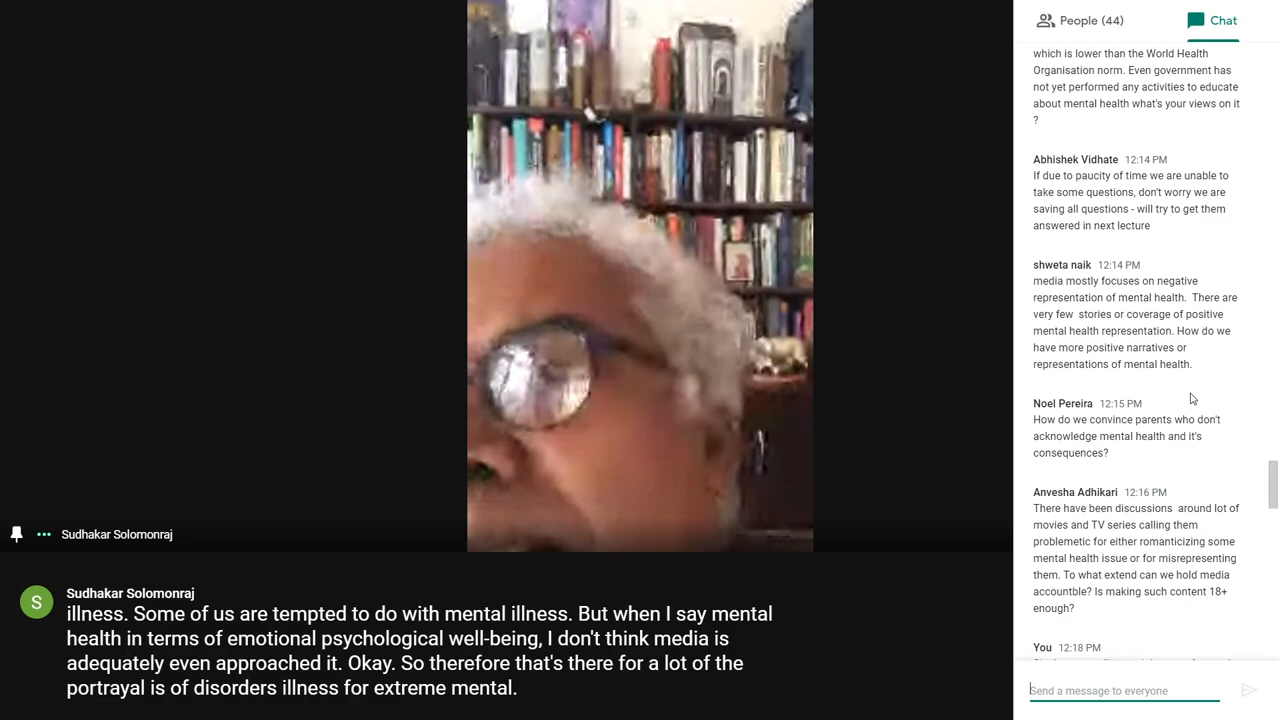 People (44)
Chat
which is lower than the World Health
Organisation norm. Even government has
not yet performed any activities to educate
about mental health what's your views on it
?
Abhishek Vidhate 12:14 PM
If due to paucity of time we are unable to
take some questions, don't worry we are
saving all questions - will try to get them
answered in next lecture
shweta naik 12:14 PM
media mostly focuses on negative
representation of mental health. There are
very few stories or coverage of positive
mental health representation. How do we
have more positive narratives or
representations of mental health.
Noel Pereira 12:15 PM
How do we convince parents who don't
acknowledge mental health and it's
consequences?
Anvesha Adhikari 12:16 PM
There have been discussions around lot of
movies and TV series calling them
problemetic for either romanticizing some
mental health issue or for misrepresenting
them. To what extend can we hold media
accountble? Is making such content 18+
enough?
You 12:18 PM
Send a message to everyone
Sudhakar Solomonraj
S
Sudhakar Solomonraj
illness. Some of us are tempted to do with mental illness. But when I say mental
health in terms of emotional psychological well-being, I don't think media is
adequately even approached it. Okay. So therefore that's there for a lot of the
portrayal is of disorders illness for extreme mental.